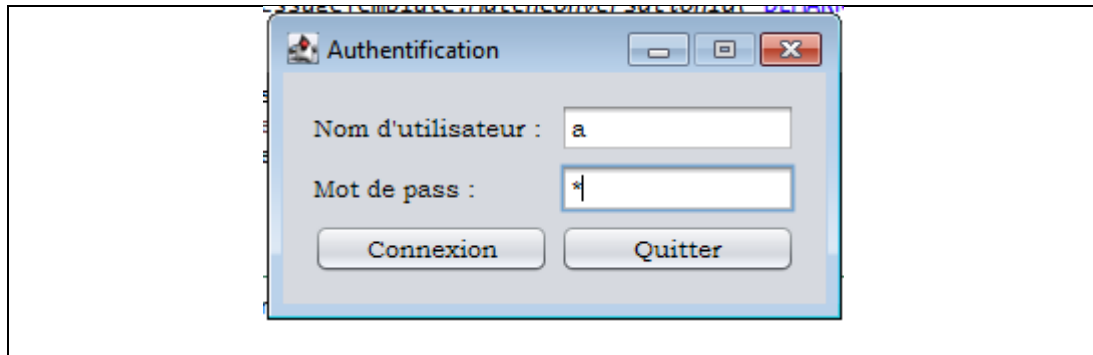 Authentification
Nom d'utilisateur : a
Mot de pass : *
Connexion Quitter